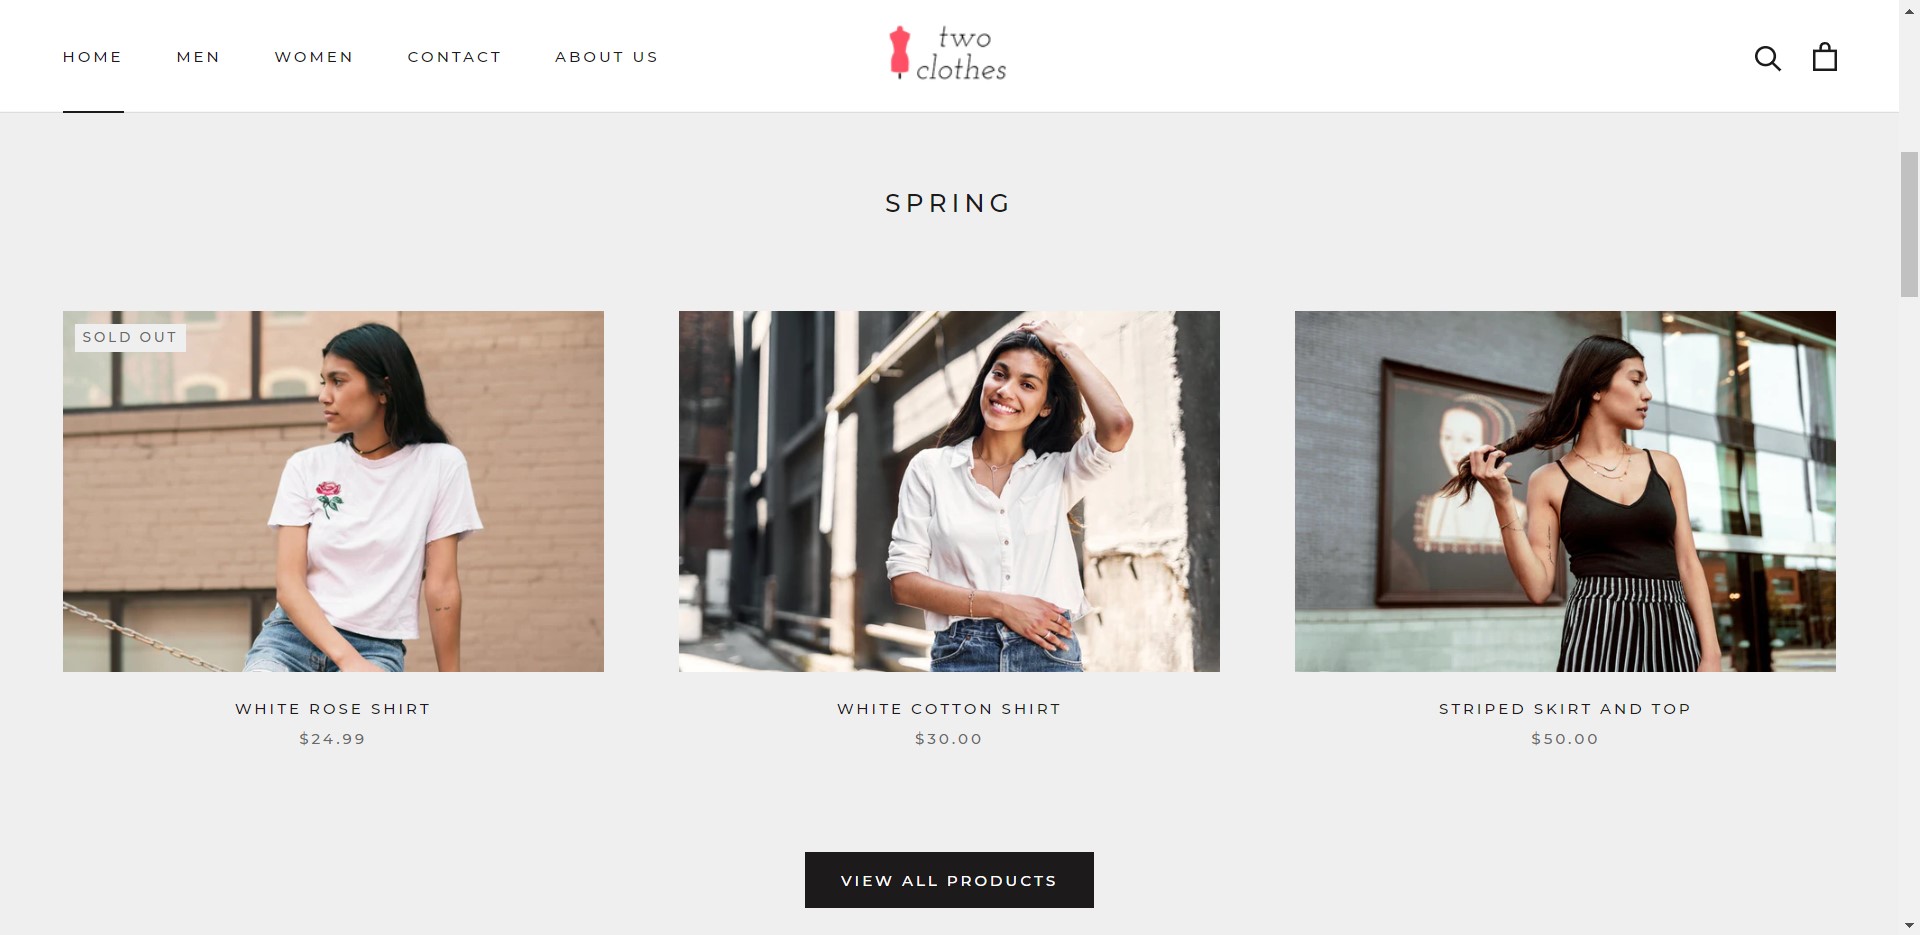 HOME
MEN
WOMEN
CONTACT
ABOUT US
two
clothes
SPRING
SOLD OUT
WHITE ROSE SHIRT
$24.99
WHITE COTTON SHIRT
$30.00
STRIPED SKIRT AND TOP
$50.00
VIEW ALL PRODUCTS